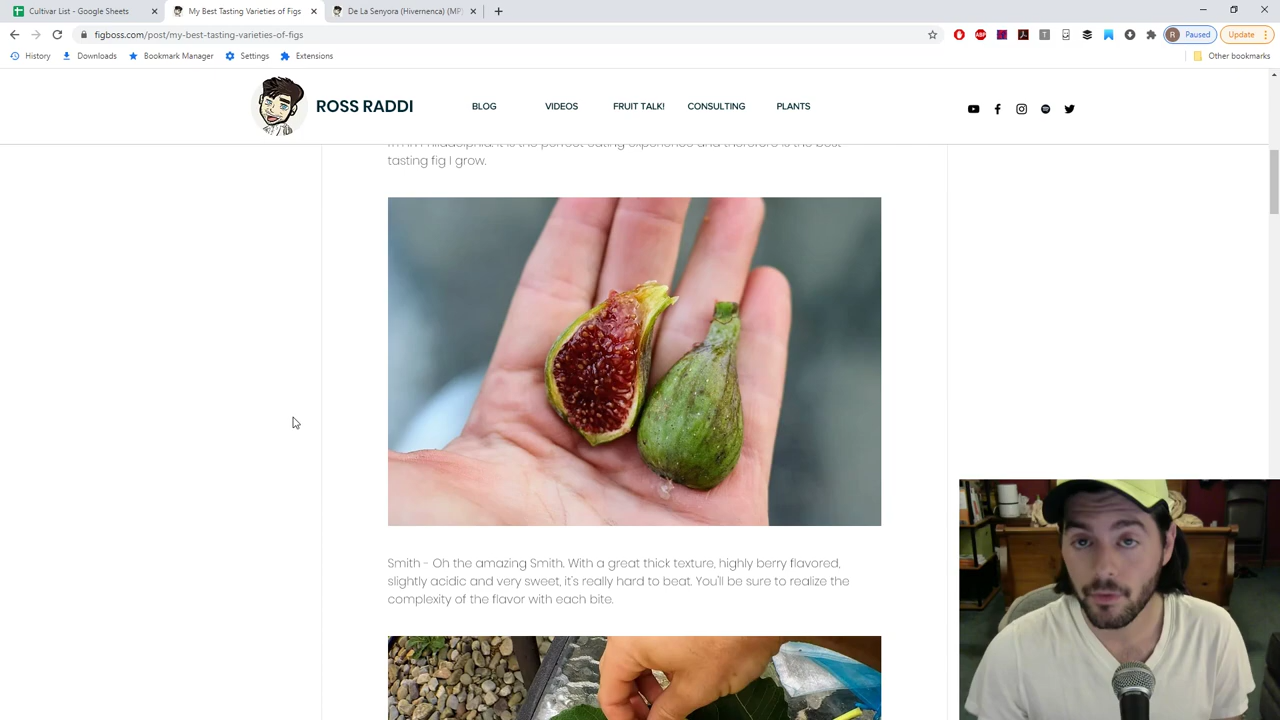 Cultivar List - Google Sheets
My Best Tasting Varieties of Figs
De La Senyora (Hivernenca) (MP)
figboss.com/post/my-best-tasting-varieties-of-figs
ABP
R Paused
Update
History
Downloads
Bookmark Manager
Settings
Extensions
Other bookmarks
ROSS RADDI
BLOG
VIDEOS
FRUIT TALK!
CONSULTING
PLANTS
tasting fig I grow.
Smith - Oh the amazing Smith. With a great thick texture, highly berry flavored,
slightly acidic and very sweet, it's really hard to beat. You'll be sure to realize the
complexity of the flavor with each bite.